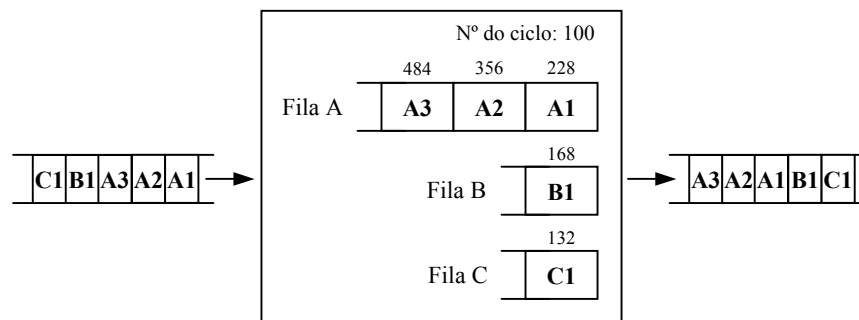 Nº do ciclo: 100
484 356 228
Fila A A3 A2 A1
C1 B1 A3 A2 A1
168
Fila B B1
A3 A2 A1 B1 C1
132
Fila C C1